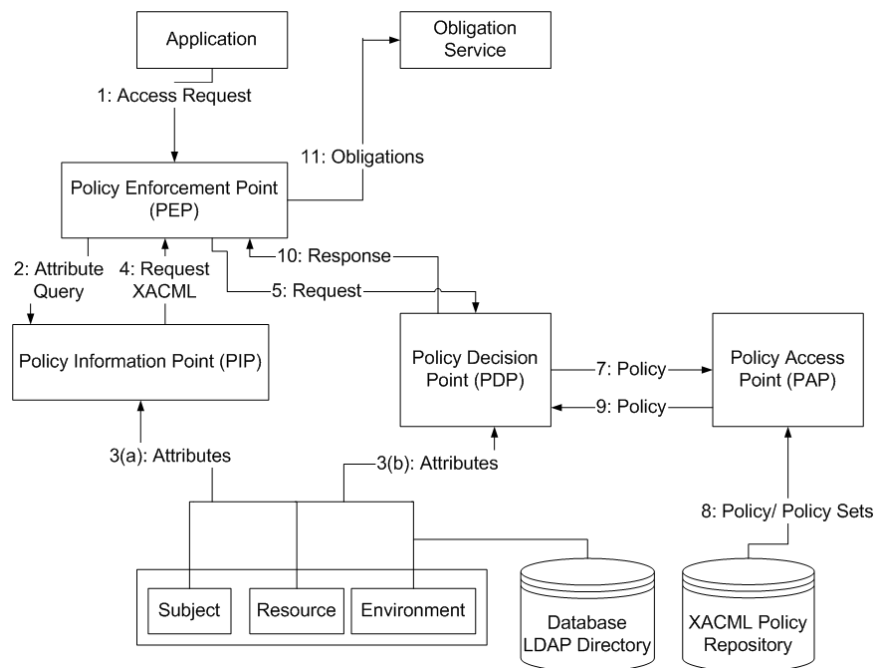 Application
Obligation
Service
1: Access Request
11: Obligations
Policy Enforcement Point
(PEP)
10: Response
2: Attribute
Query
4: Request
XACML
5: Request
Policy Information Point (PIP)
Policy Decision
Point (PDP)
7: Policy
9: Policy
Policy Access
Point (PAP)
3(a): Attributes
3(b): Attributes
8: Policy/ Policy Sets
Subject
Resource
Environment
Database
LDAP Directory
XACML Policy
Repository